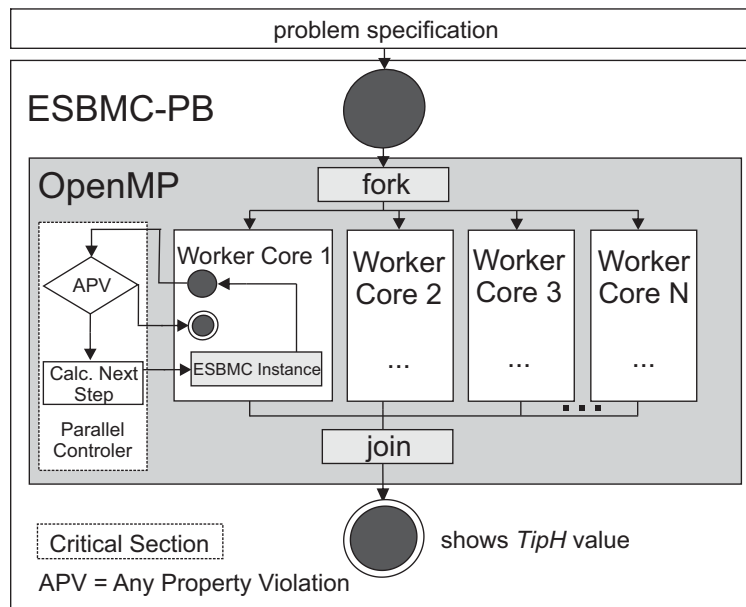 problem specification
ESBMC-PB
OpenMP
fork
APV
Calc. Next
Step
Parallel
Controler
Worker Core 1
ESBMC Instance
Worker
Core 2
...
Worker
Core 3
...
Worker
Core N
...
join
Critical Section
shows TipH value
APV = Any Property Violation